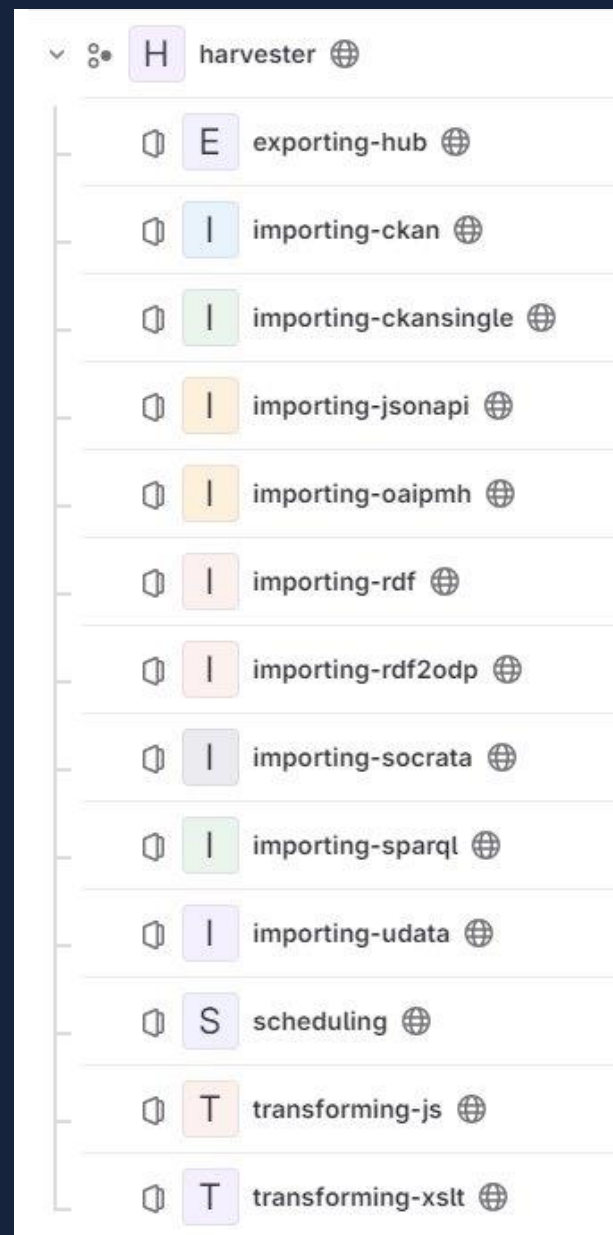 H harvester
E exporting-hub
I importing-ckan
I importing-ckansingle
I importing-jsonapi
I importing-oaipmh
I importing-rdf
I importing-rdf2odp
I importing-socrata
I importing-sparql
I importing-udata
S scheduling
T transforming-js
T transforming-xslt